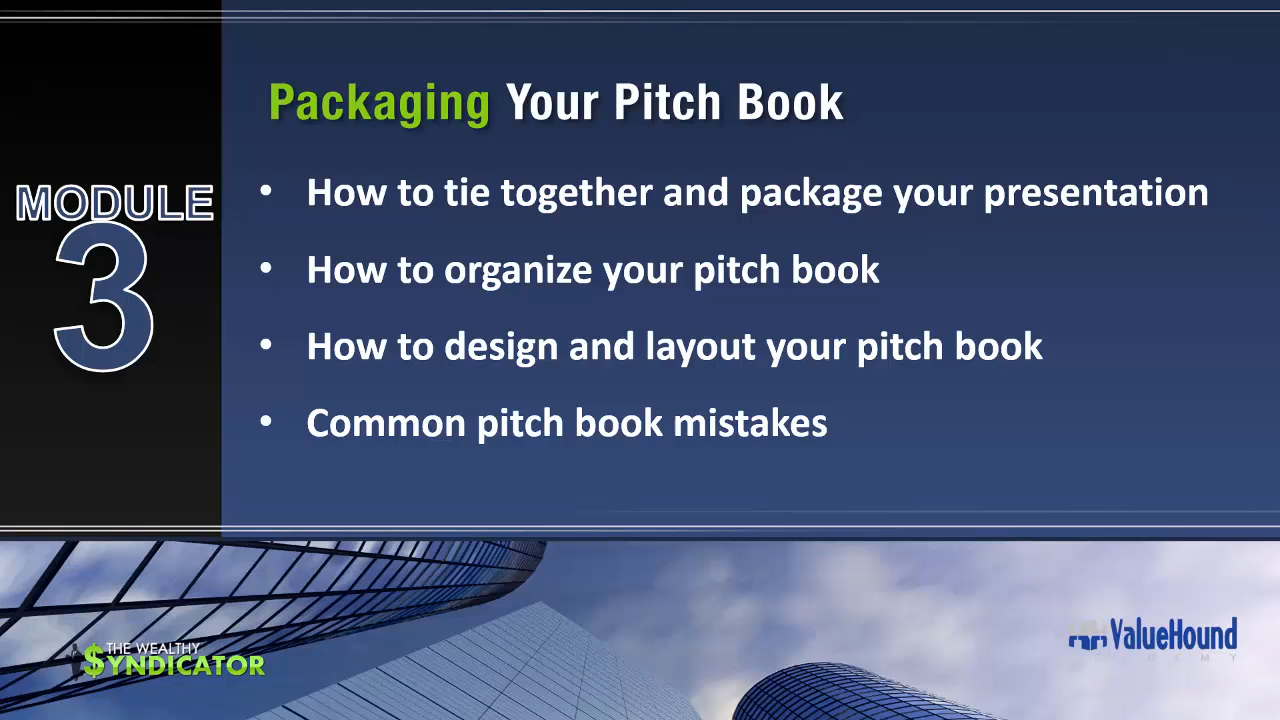 Packaging Your Pitch Book
MODULE
3
• How to tie together and package your presentation
• How to organize your pitch book
• How to design and layout your pitch book
• Common pitch book mistakes
THE WEALTHY
$YNDICATOR
ValueHound
ACADEMY